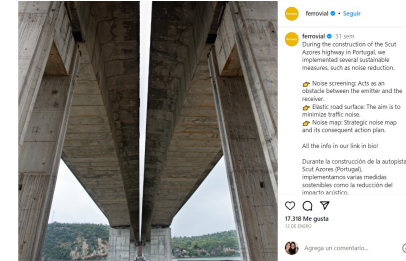 ferrovial • Seguir
ferrovial 31 sem
During the construction of the Scut
Azores highway in Portugal, we
implemented several sustainable
measures, such as noise reduction.
👉 Noise screening: Acts as an
obstacle between the emitter and the
receiver.
👉 Elastic road surface: The aim is to
minimize traffic noise.
👉 Noise map: Strategic noise map
and its consequent action plan.
All the info in our link in bio!
Durante la construcción de la autopista
Scut Azores (Portugal),
implementamos varias medidas
sostenibles como la reducción del
impacto acústico.
17.318 Me gusta
13 DE ENERO
Agrega un comentario...